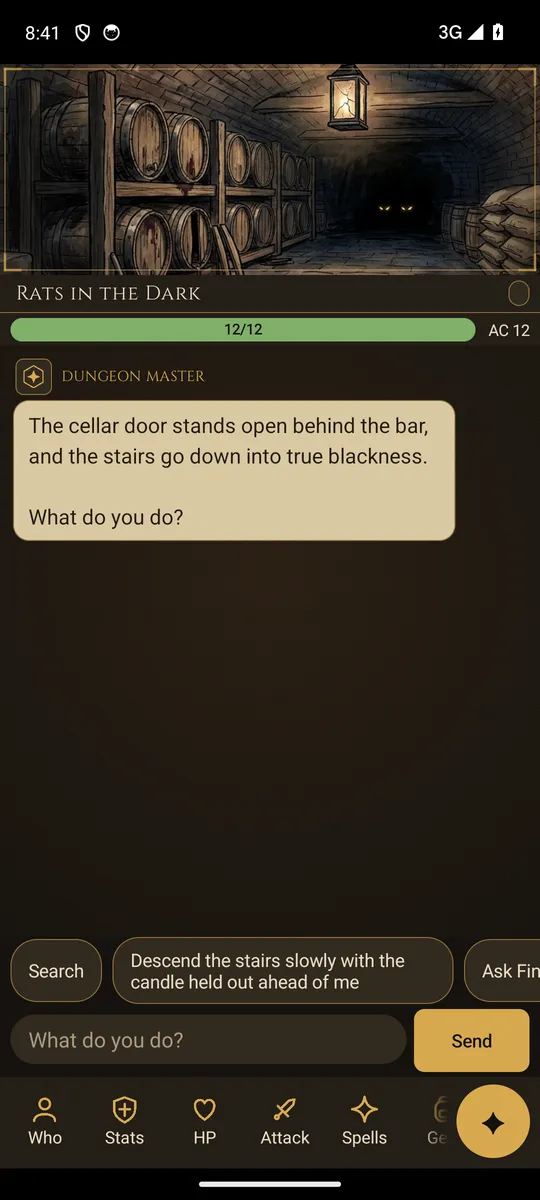 8:41
3G
Rats in the Dark
12/12
AC 12
DUNGEON MASTER
The cellar door stands open behind the bar,
and the stairs go down into true blackness.
What do you do?
Search
Descend the stairs slowly with the
candle held out ahead of me
Ask Fin
What do you do?
Send
Who
Stats
HP
Attack
Spells
Ge